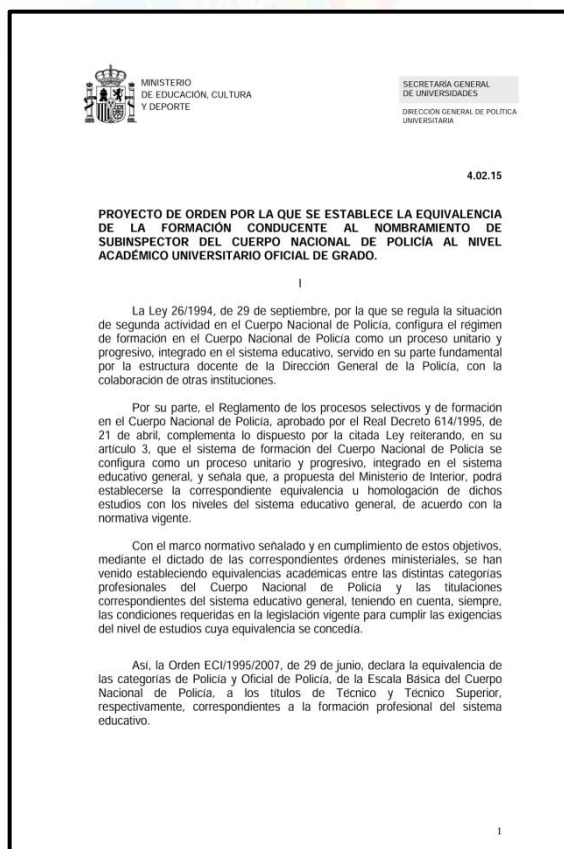 MINISTERIO
DE EDUCACIÓN, CULTURA
Y DEPORTE
SECRETARÍA GENERAL
DE UNIVERSIDADES
DIRECCIÓN GENERAL DE POLÍTICA
UNIVERSITARIA
4.02.15
PROYECTO DE ORDEN POR LA QUE SE ESTABLECE LA EQUIVALENCIA
DE LA FORMACIÓN CONDUCENTE AL NOMBRAMIENTO DE
SUBINSPECTOR DEL CUERPO NACIONAL DE POLICÍA AL NIVEL
ACADÉMICO UNIVERSITARIO OFICIAL DE GRADO.
I
La Ley 26/1994, de 29 de septiembre, por la que se regula la situación
de segunda actividad en el Cuerpo Nacional de Policía, configura el régimen
de formación en el Cuerpo Nacional de Policía como un proceso unitario y
progresivo, integrado en el sistema educativo, servido en su parte fundamental
por la estructura docente de la Dirección General de la Policía, con la
colaboración de otras instituciones.
Por su parte, el Reglamento de los procesos selectivos y de formación
en el Cuerpo Nacional de Policía, aprobado por el Real Decreto 614/1995, de
21 de abril, complementa lo dispuesto por la citada Ley reiterando, en su
artículo 3, que el sistema de formación del Cuerpo Nacional de Policía se
configura como un proceso unitario y progresivo, integrado en el sistema
educativo general, y señala que, a propuesta del Ministerio de Interior, podrá
establecerse la correspondiente equivalencia u homologación de dichos
estudios con los niveles del sistema educativo general, de acuerdo con la
normativa vigente.
Con el marco normativo señalado y en cumplimiento de estos objetivos,
mediante el dictado de las correspondientes órdenes ministeriales, se han
venido estableciendo equivalencias académicas entre las distintas categorías
profesionales del Cuerpo Nacional de Policía y las titulaciones
correspondientes del sistema educativo general, teniendo en cuenta, siempre,
las condiciones requeridas en la legislación vigente para cumplir las exigencias
del nivel de estudios cuya equivalencia se concedía.
Así, la Orden ECI/1995/2007, de 29 de junio, declara la equivalencia de
las categorías de Policía y Oficial de Policía, de la Escala Básica del Cuerpo
Nacional de Policía, a los títulos de Técnico y Técnico Superior,
respectivamente, correspondientes a la formación profesional del sistema
educativo.
1